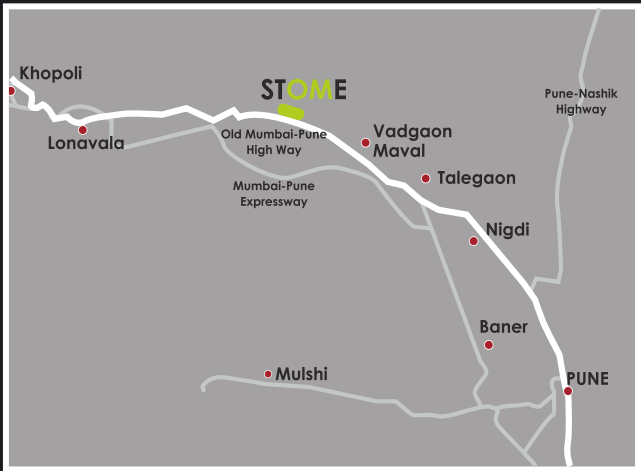 Khopoli
STOME
Pune-Nashik
Highway
Lonavala
Old Mumbai-Pune
High Way
Vadgaon
Maval
Mumbai-Pune
Expressway
Talegaon
Nigdi
Baner
Mulshi
PUNE